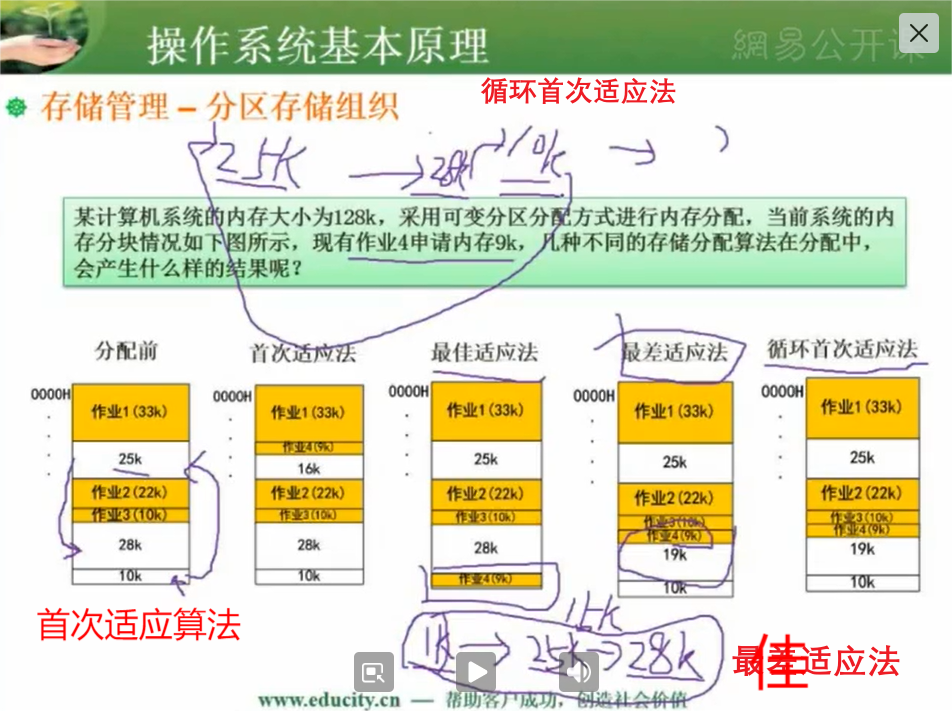 操作系统基本原理
網易公开课
存储管理 – 分区存储组织
循环首次适应法
25k → 28k → 10k →
某计算机系统的内存大小为128k，采用可变分区分配方式进行内存分配，当前系统的内
存分块情况如下图所示，现有作业4申请内存9k，几种不同的存储分配算法在分配中，
会产生什么样的结果呢？
分配前
0000H
作业1(33k)
25k
作业2(22k)
作业3(10k)
28k
10k
首次适应法
0000H
作业1(33k)
作业4(9k)
16k
作业2(22k)
作业3(10k)
28k
10k
最佳适应法
0000H
作业1(33k)
25k
作业2(22k)
作业3(10k)
28k
作业4(9k)
最差适应法
0000H
作业1(33k)
25k
作业2(22k)
作业3(10k)
作业4(9k)
19k
10k
循环首次适应法
0000H
作业1(33k)
25k
作业2(22k)
作业3(10k)
作业4(9k)
19k
10k
首次适应算法
1k → 25k → 28k
最差适应法
佳
www.educity.cn — 帮助客户成功，创造社会价值